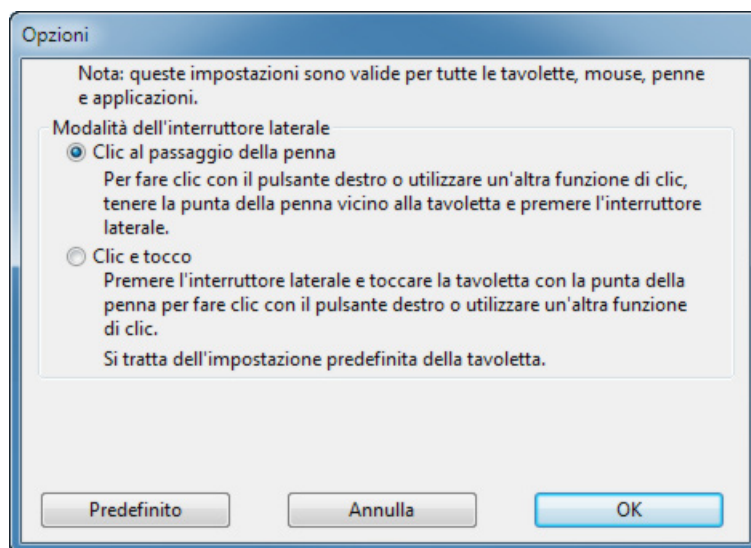 Opzioni
Nota: queste impostazioni sono valide per tutte le tavolette, mouse, penne
e applicazioni.
Modalità dell'interruttore laterale
Clic al passaggio della penna
Per fare clic con il pulsante destro o utilizzare un'altra funzione di clic,
tenere la punta della penna vicino alla tavoletta e premere l'interruttore
laterale.
Clic e tocco
Premere l'interruttore laterale e toccare la tavoletta con la punta della
penna per fare clic con il pulsante destro o utilizzare un'altra funzione
di clic.
Si tratta dell'impostazione predefinita della tavoletta.
Predefinito
Annulla
OK